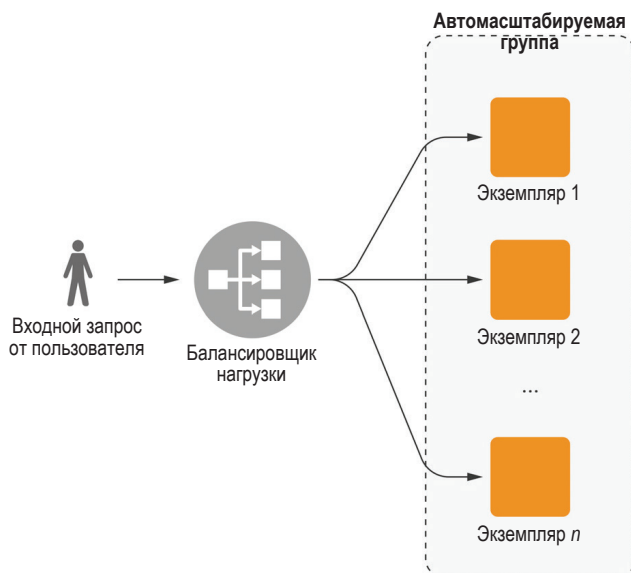 Автомасштабируемая
группа
Экземпляр 1
Входной запрос
от пользователя
Балансировщик
нагрузки
Экземпляр 2
...
Экземпляр n